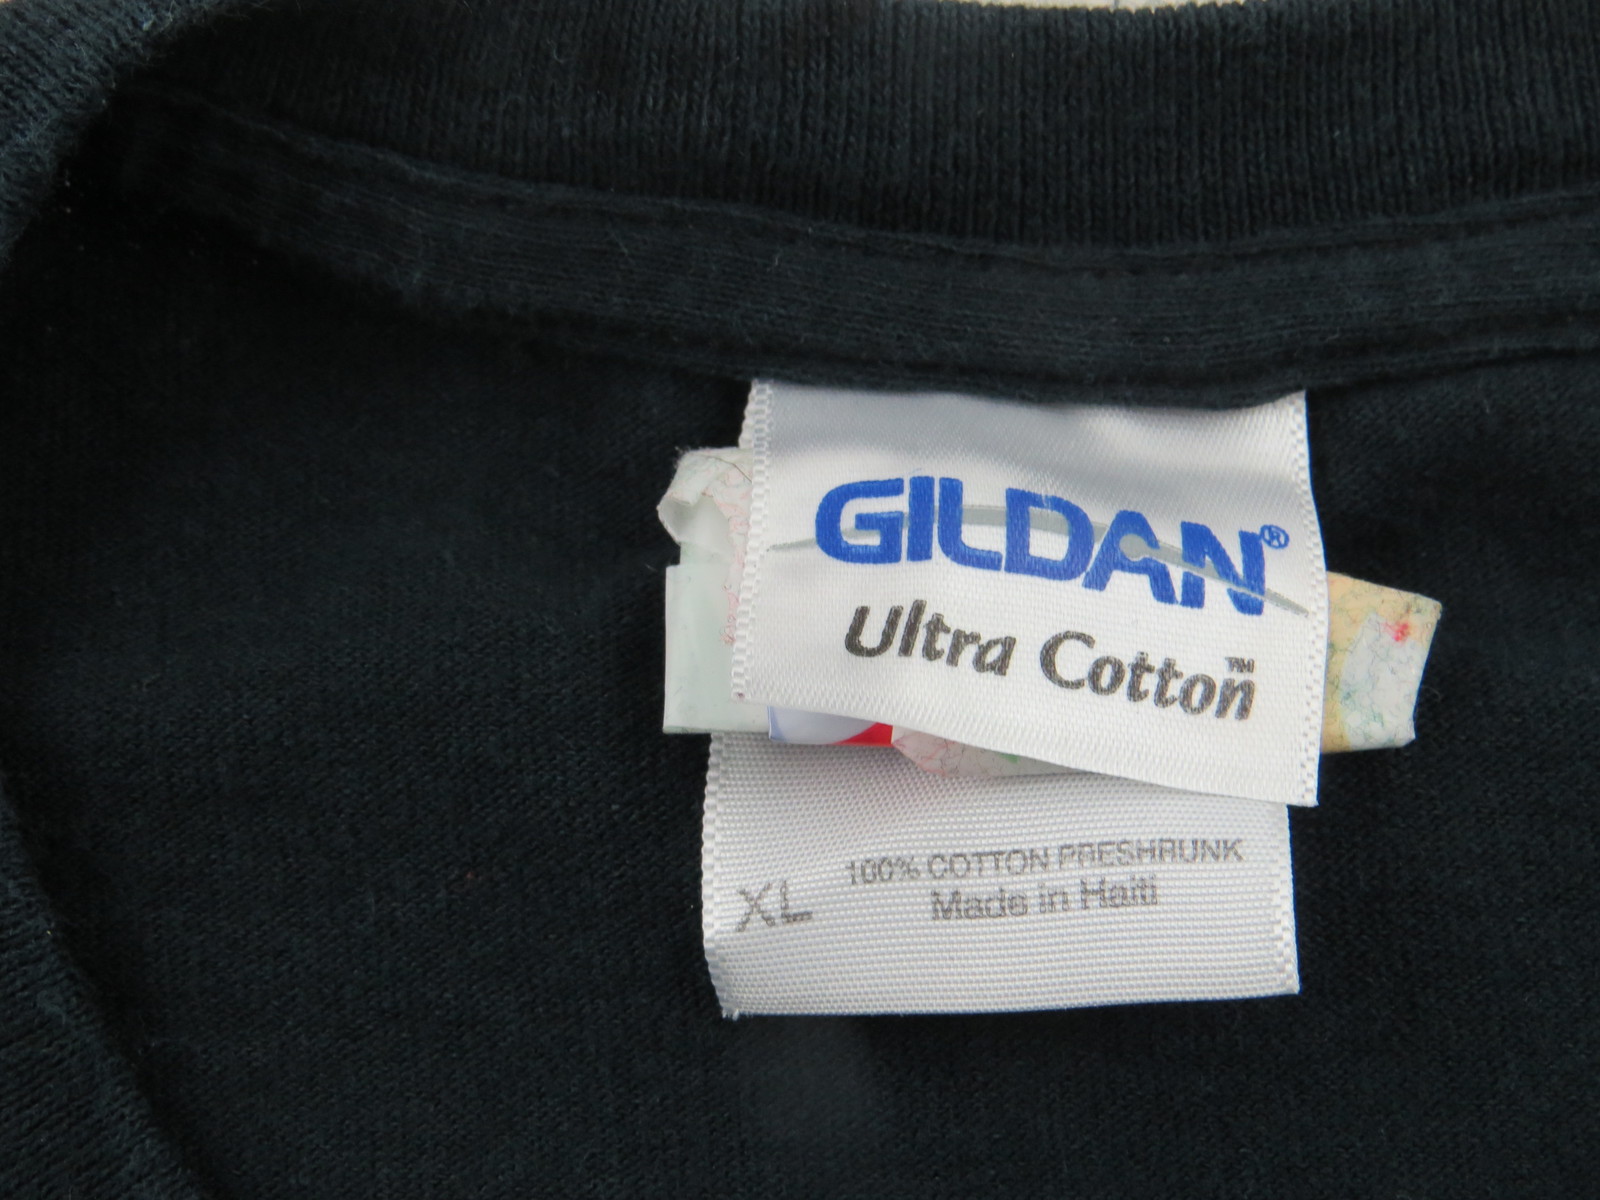 GILDAN®
Ultra Cotton™
100% COTTON PRESHRUNK
XL
Made in Haiti